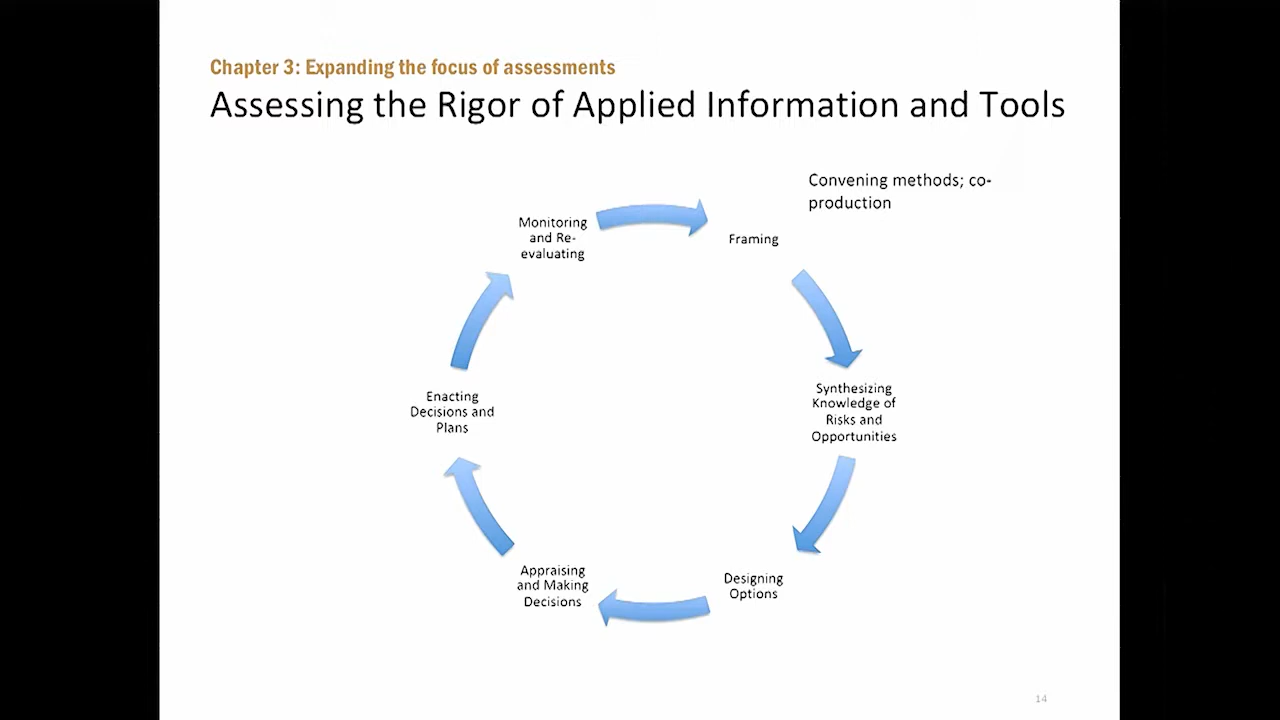 Chapter 3: Expanding the focus of assessments
Assessing the Rigor of Applied Information and Tools
Convening methods; co-
production
Framing
Synthesizing
Knowledge of
Risks and
Opportunities
Designing
Options
Appraising
and Making
Decisions
Enacting
Decisions and
Plans
Monitoring
and Re-
evaluating
14